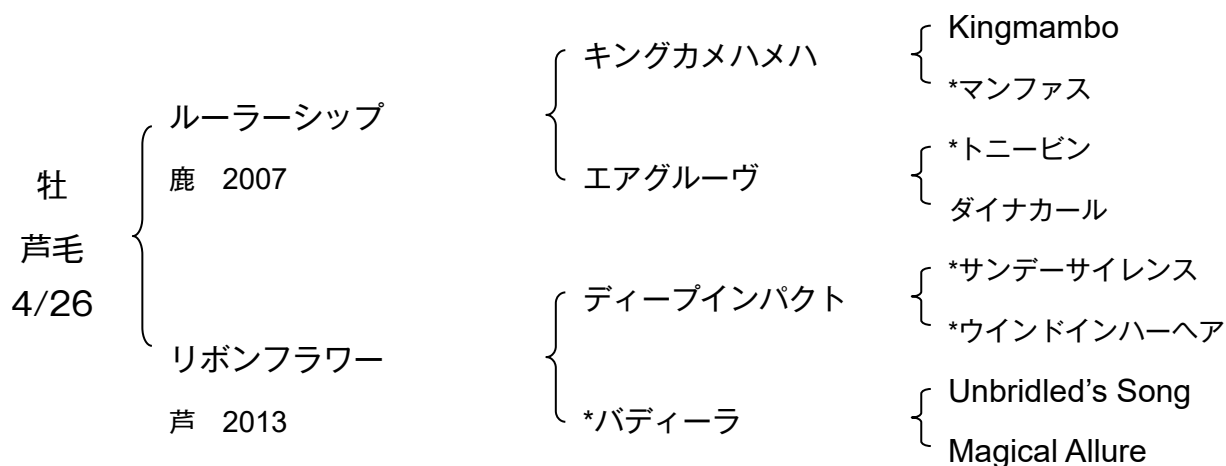 牡
芦毛
4/26
ルーラーシップ
鹿　2007
リボンフラワー
芦　2013
キングカメハメハ
エアグルーヴ
ディープインパクト
*バディーラ
Kingmambo
*マンファス
*トニービン
ダイナカール
*サンデーサイレンス
*ウインドインハーヘア
Unbridled’s Song
Magical Allure